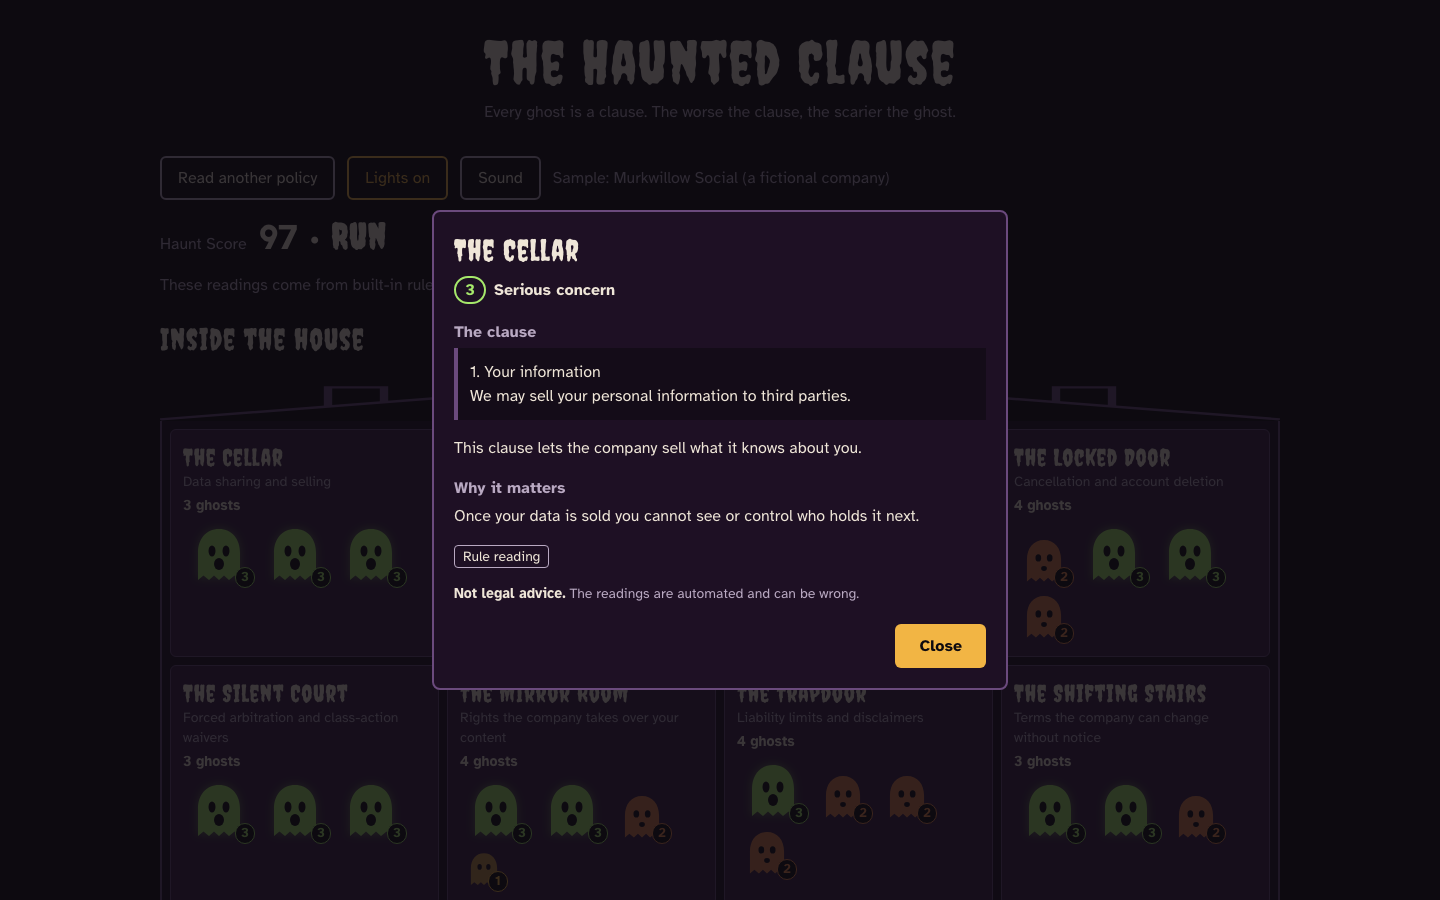 THE HAUNTED CLAUSE
Every ghost is a clause. The worse the clause, the scarier the ghost.
Read another policy
Lights on
Sound
Sample: Murkwillow Social (a fictional company)
Haunt Score 97 • RUN
These readings come from built-in rule
INSIDE THE HOUSE
THE CELLAR
3 Serious concern
The clause
1. Your information
We may sell your personal information to third parties.
This clause lets the company sell what it knows about you.
Why it matters
Once your data is sold you cannot see or control who holds it next.
Rule reading
Not legal advice. The readings are automated and can be wrong.
Close
THE CELLAR
Data sharing and selling
3 ghosts
3 3 3
THE LOCKED DOOR
Cancellation and account deletion
4 ghosts
2 3 3
2
THE SILENT COURT
Forced arbitration and class-action
waivers
3 ghosts
3 3 3
THE MIRROR ROOM
Rights the company takes over your
content
4 ghosts
3 3 2
1
THE TRAPDOOR
Liability limits and disclaimers
4 ghosts
3 2 2
2
THE SHIFTING STAIRS
Terms the company can change
without notice
3 ghosts
3 3 2